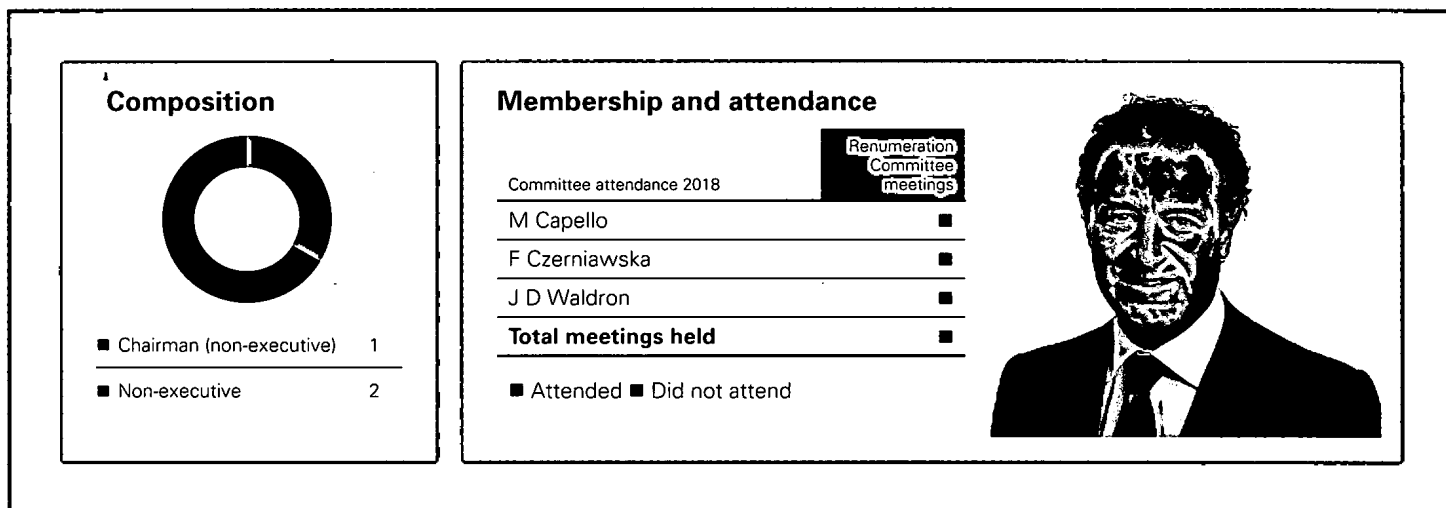 Composition
■ Chairman (non-executive) 1
■ Non-executive 2
Membership and attendance
Committee attendance 2018
Renumeration
Committee
meetings
M Capello ■
F Czerniawska ■
J D Waldron ■
Total meetings held ■
■ Attended ■ Did not attend